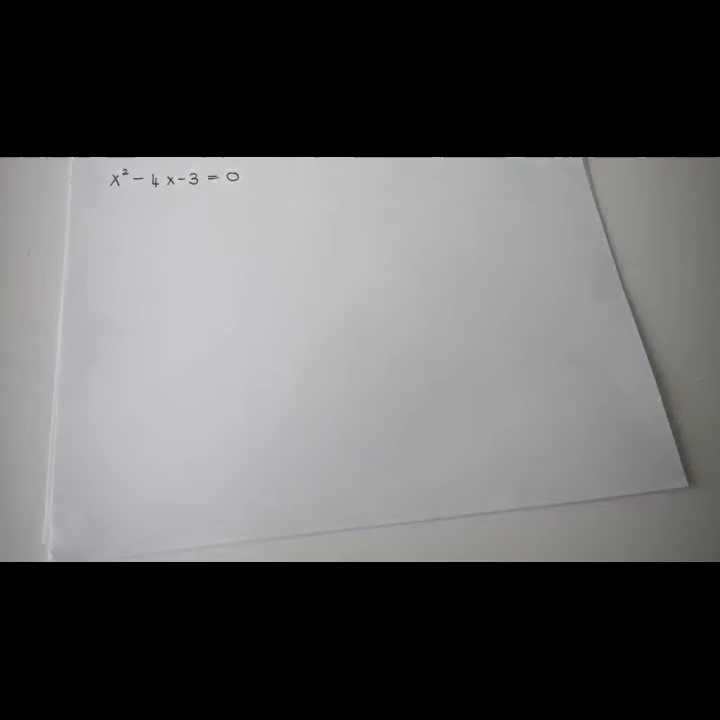 x² - 4x - 3 = 0